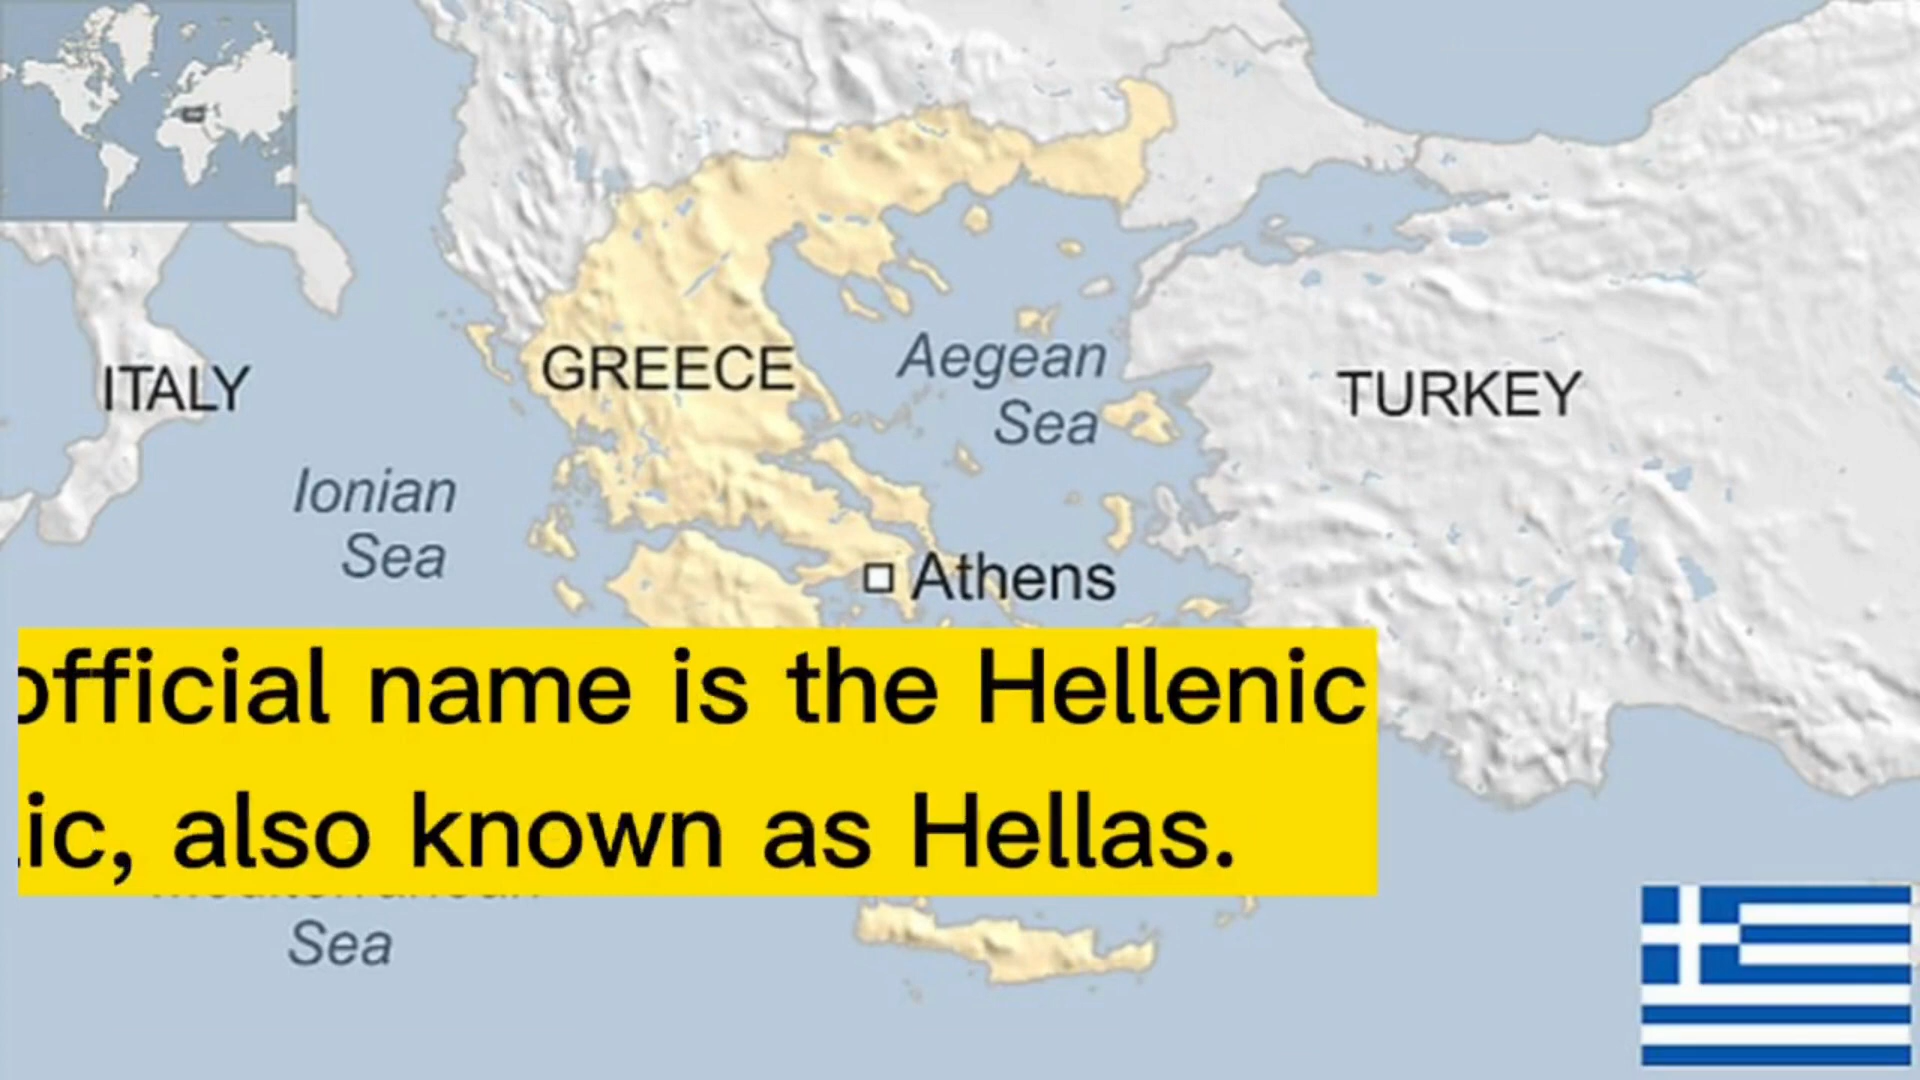 ITALY
GREECE
Aegean
Sea
TURKEY
Ionian
Sea
Athens
official name is the Hellenic
ic, also known as Hellas.
Sea